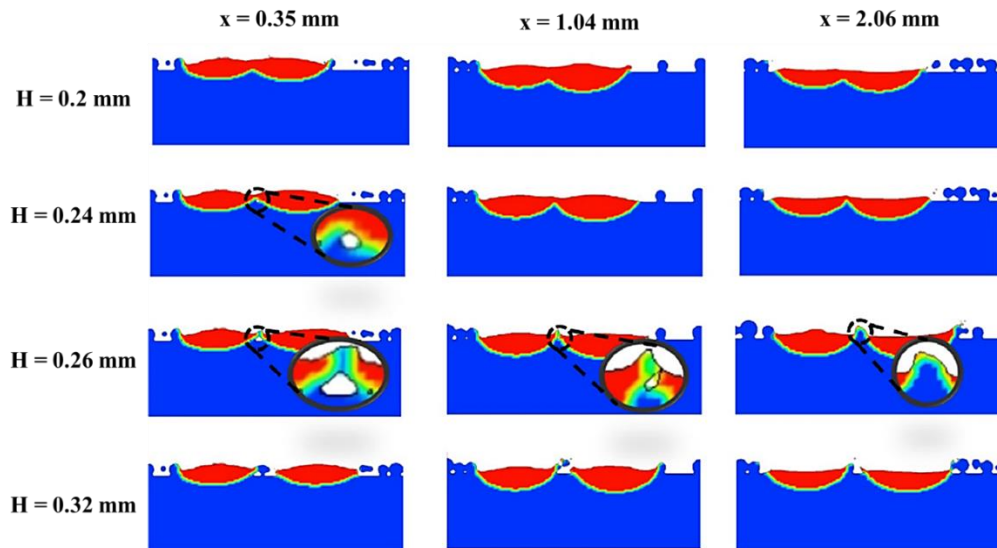 x = 0.35 mm
x = 1.04 mm
x = 2.06 mm
H = 0.2 mm
H = 0.24 mm
H = 0.26 mm
H = 0.32 mm